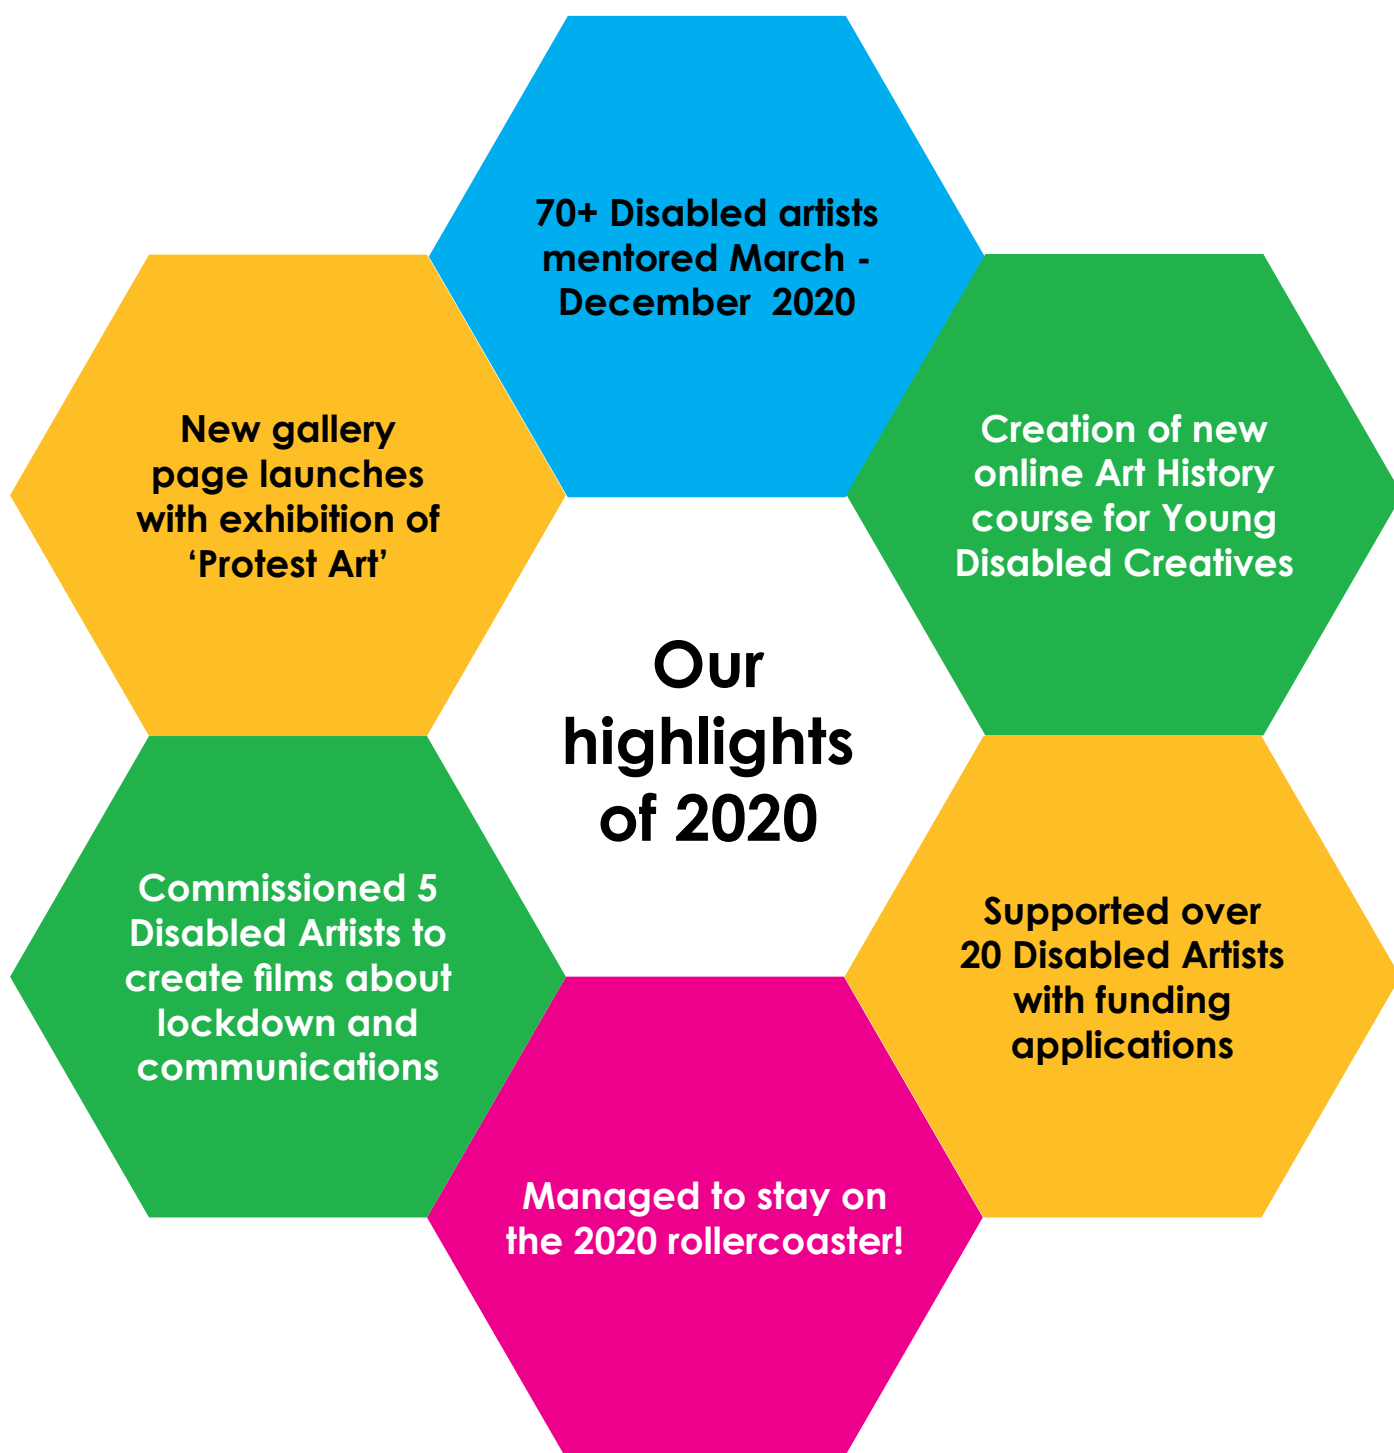 70+ Disabled artists
mentored March -
December  2020
New gallery
page launches
with exhibition of
‘Protest Art’
Creation of new
online Art History
course for Young
Disabled Creatives
Our
highlights
of 2020
Commissioned 5
Disabled Artists to
create films about
lockdown and
communications
Supported over
20 Disabled Artists
with funding
applications
Managed to stay on
the 2020 rollercoaster!